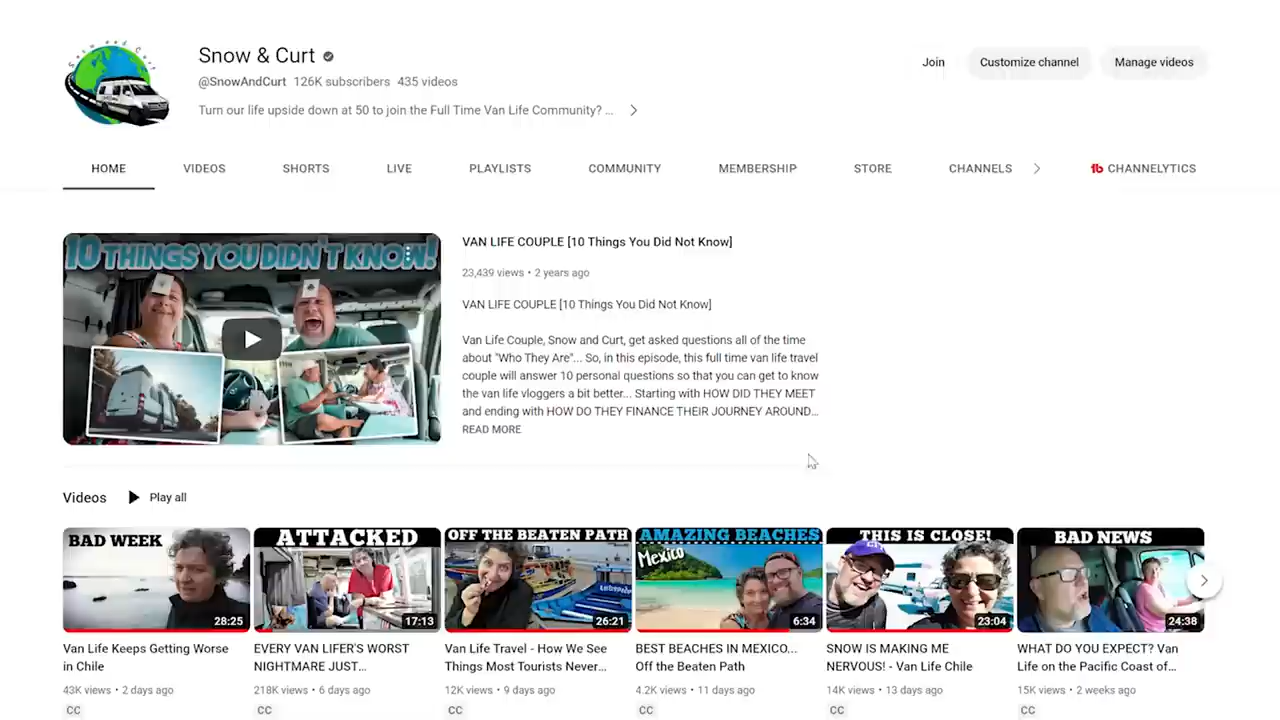 Snow and Curt
Snow & Curt
@SnowAndCurt 126K subscribers 435 videos
Turn our life upside down at 50 to join the Full Time Van Life Community? ...
Join
Customize channel
Manage videos
HOME
VIDEOS
SHORTS
LIVE
PLAYLISTS
COMMUNITY
MEMBERSHIP
STORE
CHANNELS
CHANNELYTICS
10 THINGS YOU DIDN'T KNOW!
VAN LIFE COUPLE [10 Things You Did Not Know]
23,439 views • 2 years ago
VAN LIFE COUPLE [10 Things You Did Not Know]
Van Life Couple, Snow and Curt, get asked questions all of the time
about "Who They Are"... So, in this episode, this full time van life travel
couple will answer 10 personal questions so that you can get to know
the van life vloggers a bit better... Starting with HOW DID THEY MEET
and ending with HOW DO THEY FINANCE THEIR JOURNEY AROUND...
READ MORE
Videos
Play all
BAD WEEK
28:25
Van Life Keeps Getting Worse
in Chile
43K views • 2 days ago
CC
ATTACKED
17:13
EVERY VAN LIFER'S WORST
NIGHTMARE JUST...
218K views • 6 days ago
CC
OFF THE BEATEN PATH
26:21
Van Life Travel - How We See
Things Most Tourists Never...
12K views • 9 days ago
CC
AMAZING BEACHES
Mexico
6:34
BEST BEACHES IN MEXICO...
Off the Beaten Path
4.2K views • 11 days ago
CC
THIS IS CLOSE!
23:04
SNOW IS MAKING ME
NERVOUS! - Van Life Chile
14K views • 13 days ago
CC
BAD NEWS
24:38
WHAT DO YOU EXPECT? Van
Life on the Pacific Coast of...
15K views • 2 weeks ago
CC